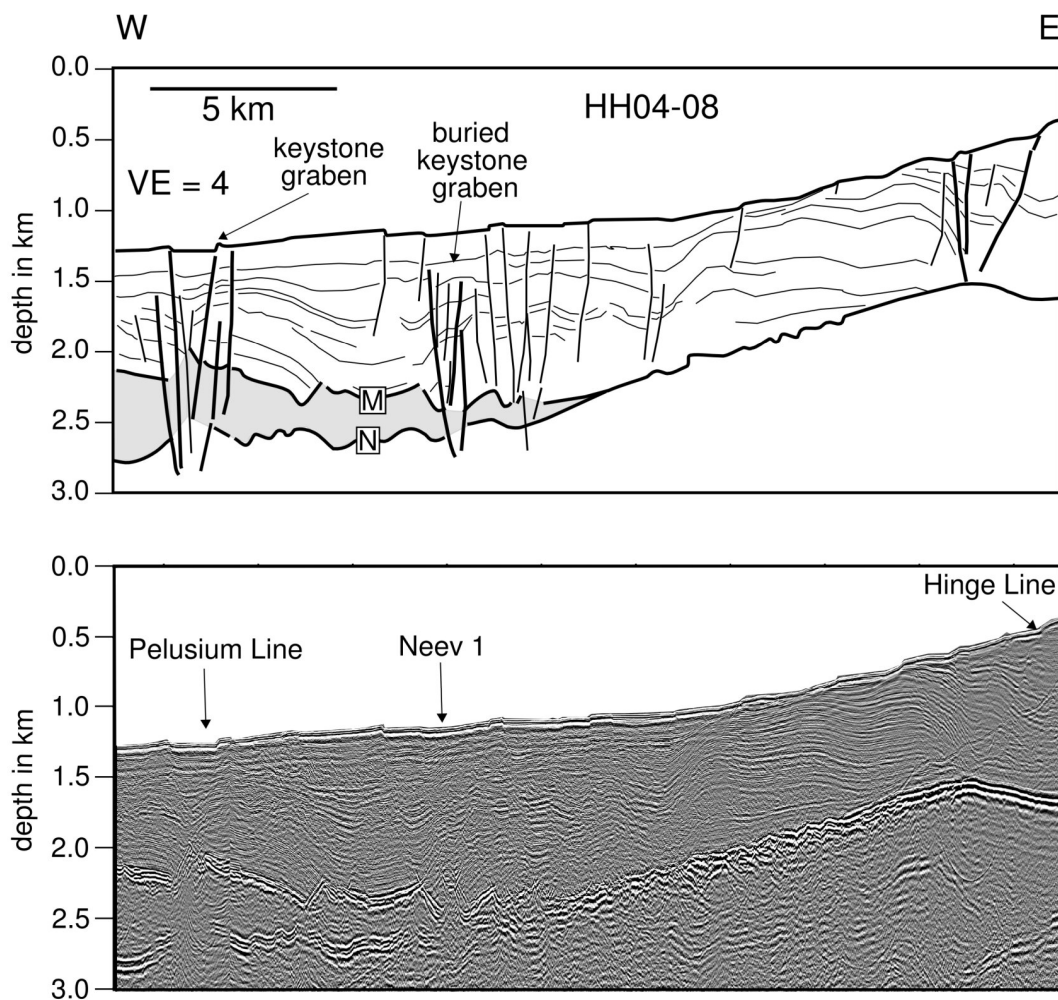 W
E
0.0
5 km
HH04-08
0.5
keystone
graben
buried
keystone
graben
VE = 4
1.0
depth in km
1.5
2.0
M
2.5
N
3.0
0.0
Hinge Line
0.5
Pelusium Line
Neev 1
1.0
depth in km
1.5
2.0
2.5
3.0